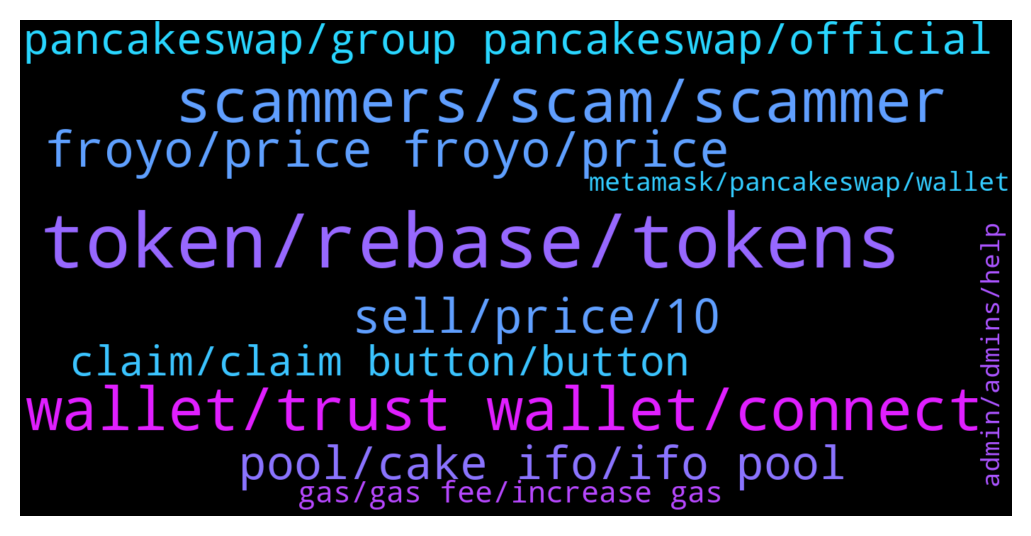 pancakeswap/group pancakeswap/official
scammers/scam/scammer
froyo/price froyo/price
metamask/pancakeswap/wallet
token/rebase/tokens
sell/price/10
claim/claim button/button
wallet/trust wallet/connect
pool/cake ifo/ifo pool
gas/gas fee/increase gas
admin/admins/help